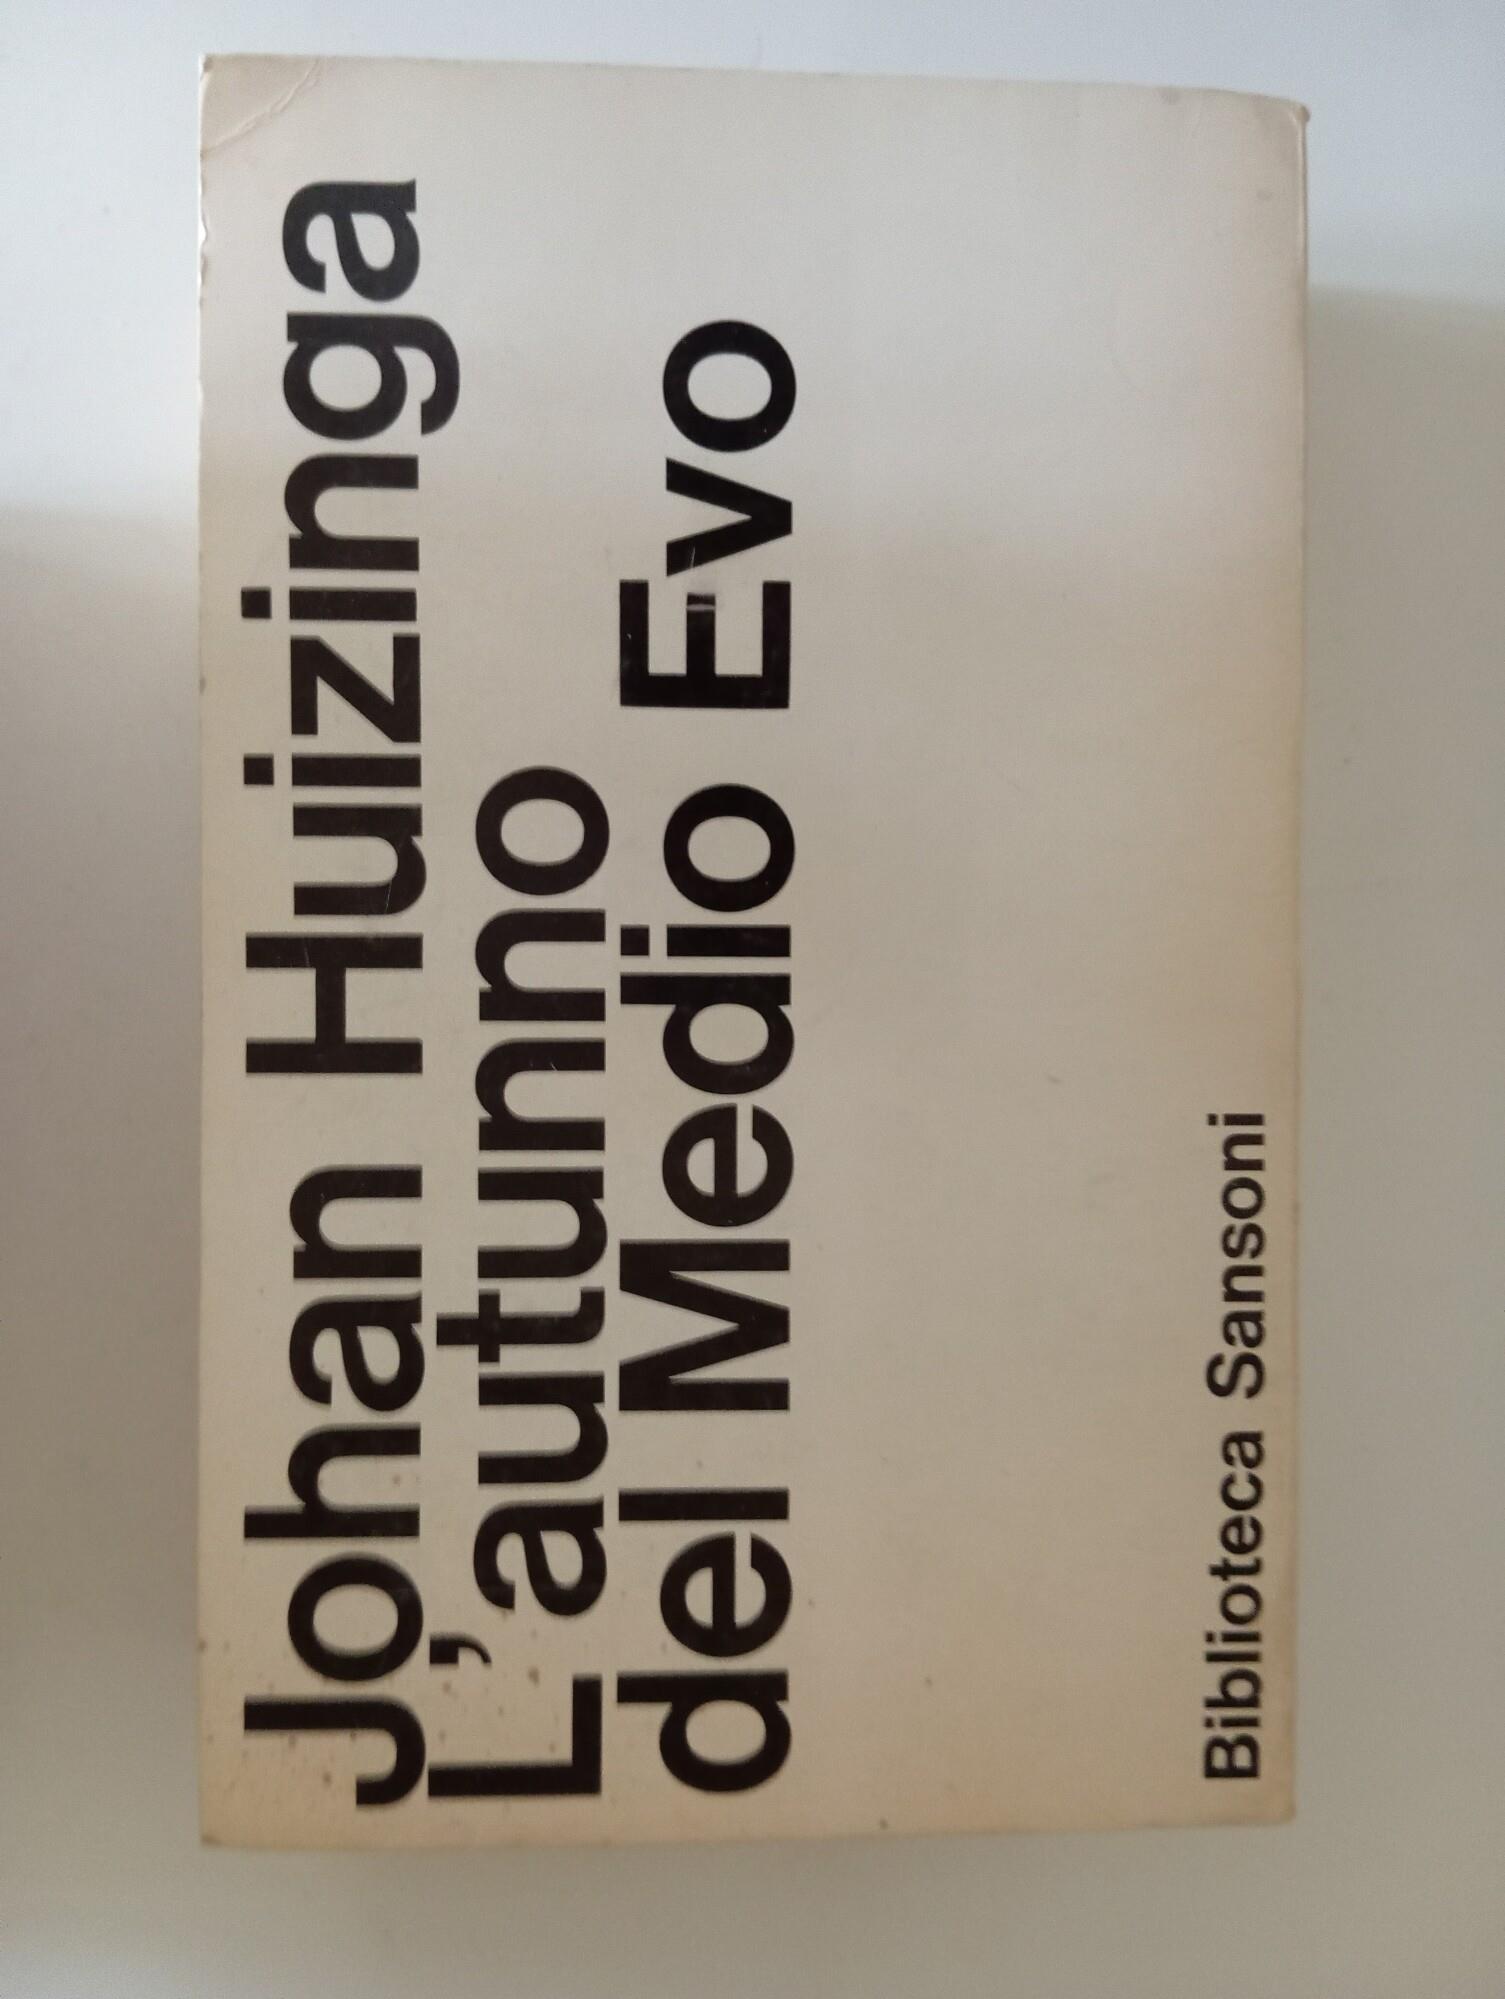 Johan Huizinga
L'autunno
del Medio Evo
Biblioteca Sansoni